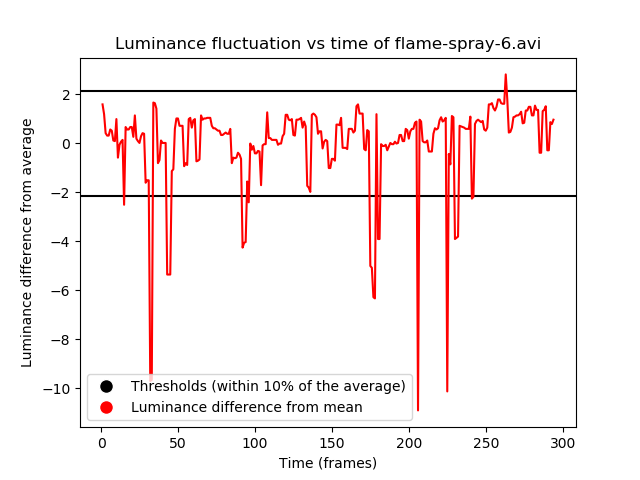 Luminance fluctuation vs time of flame-spray-6.avi
Luminance difference from average
2
0
−2
−4
−6
−8
−10
Thresholds (within 10% of the average)
Luminance difference from mean
0
50
100
150
200
250
300
Time (frames)